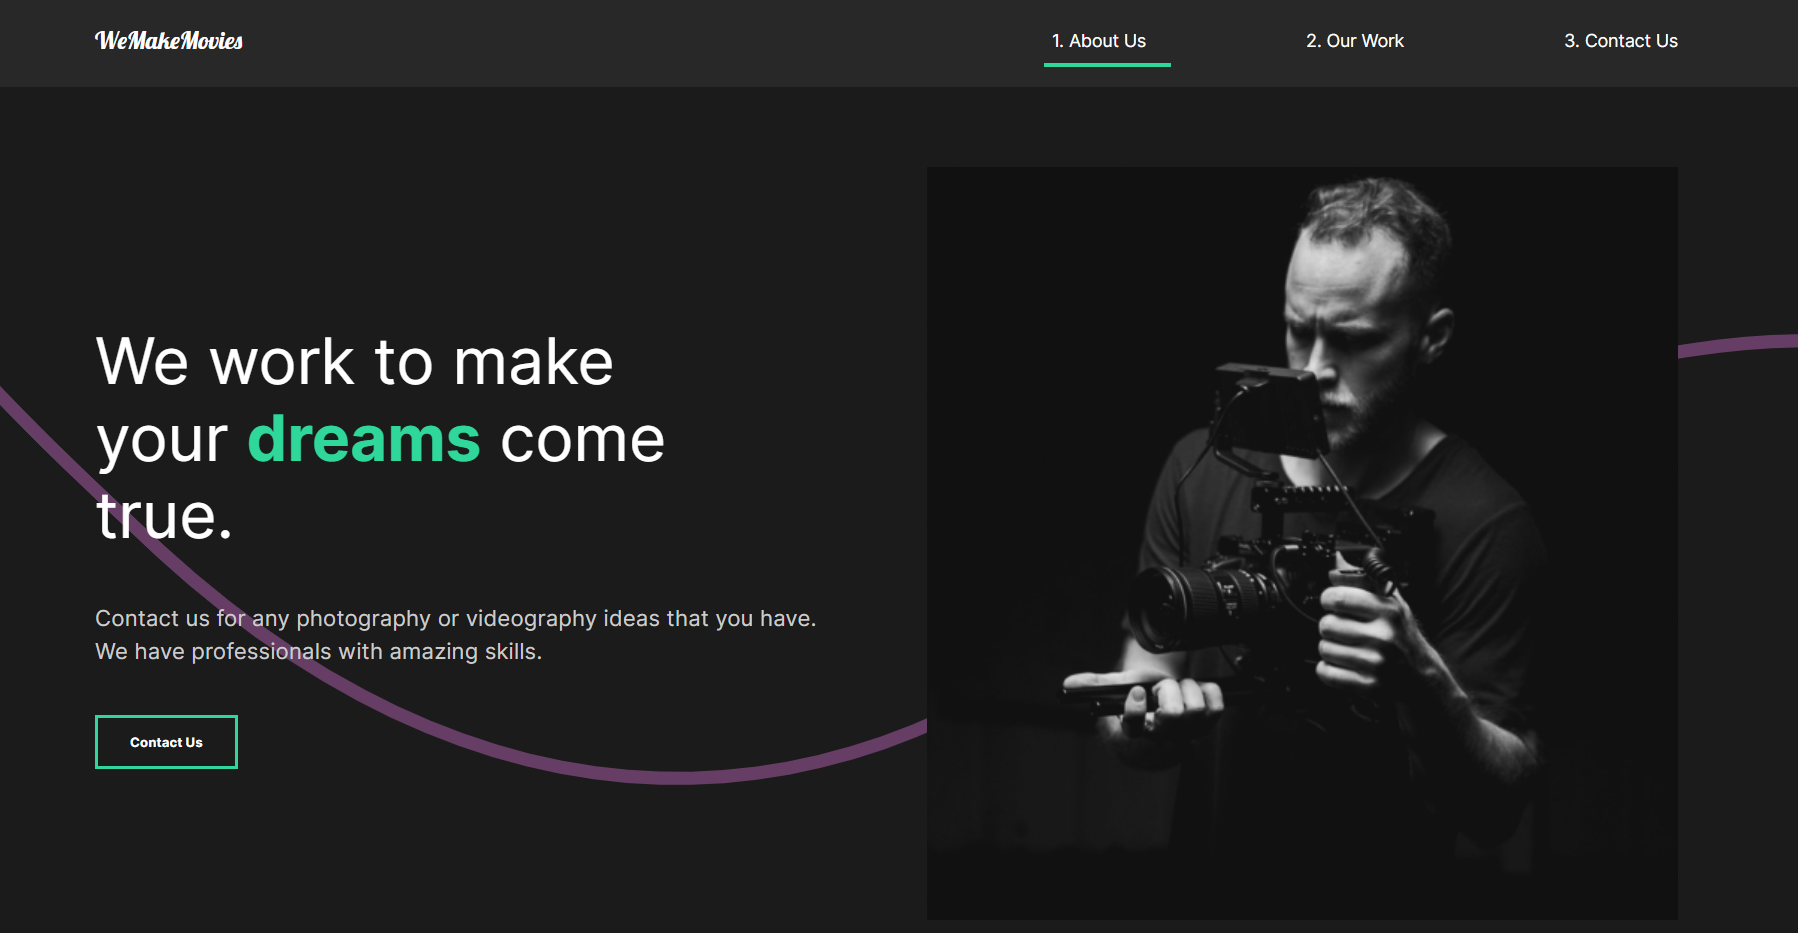 WeMakeMovies
1. About Us
2. Our Work
3. Contact Us
We work to make
your dreams come
true.
Contact us for any photography or videography ideas that you have.
We have professionals with amazing skills.
Contact Us